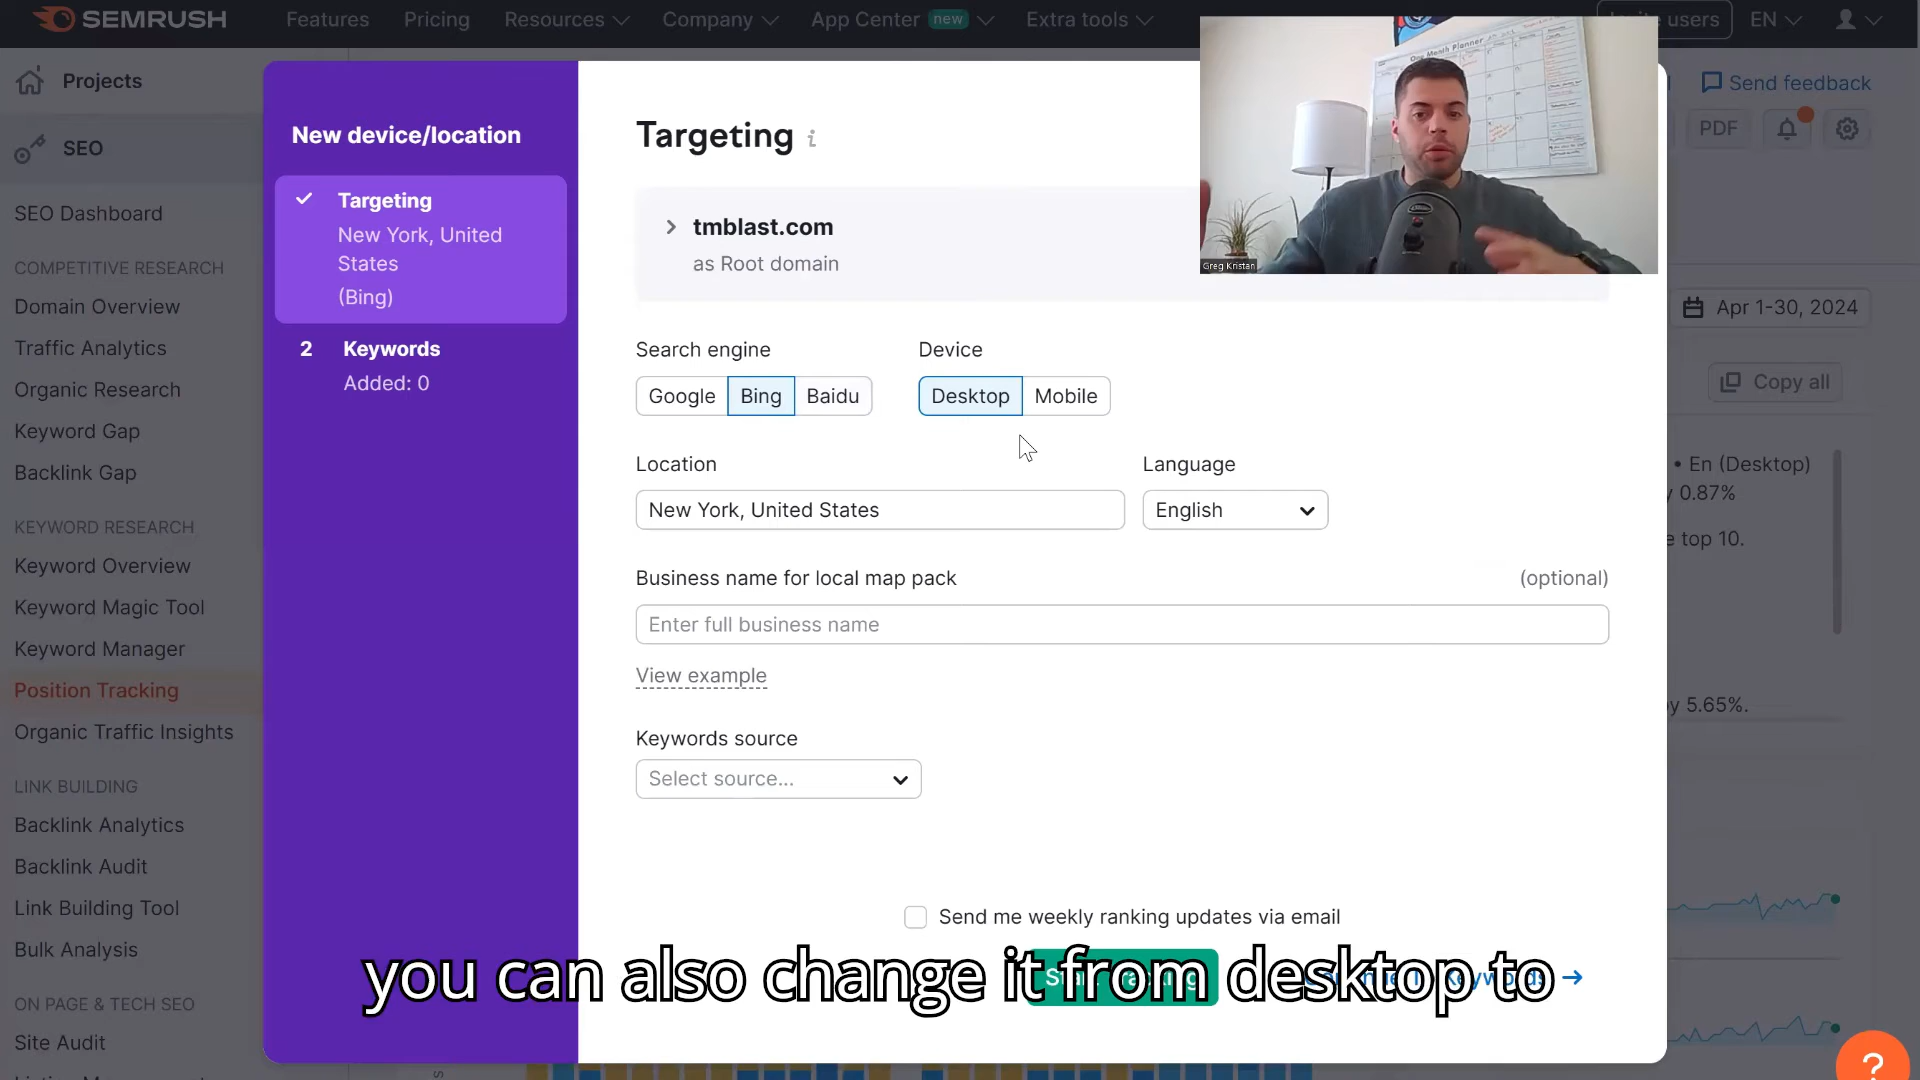 SEMRUSH
Features
Pricing
Resources
Company
App Center new
Extra tools
users
EN
Projects
SEO
SEO Dashboard
COMPETITIVE RESEARCH
Domain Overview
Traffic Analytics
Organic Research
Keyword Gap
Backlink Gap
KEYWORD RESEARCH
Keyword Overview
Keyword Magic Tool
Keyword Manager
Position Tracking
Organic Traffic Insights
LINK BUILDING
Backlink Analytics
Backlink Audit
Link Building Tool
Bulk Analysis
ON PAGE & TECH SEO
Site Audit
New device/location
Targeting
New York, United
States
(Bing)
2 Keywords
Added: 0
Targeting i
tmblast.com
as Root domain
Search engine
Google Bing Baidu
Device
Desktop Mobile
Location
New York, United States
Language
English
Business name for local map pack
(optional)
Enter full business name
View example
Keywords source
Select source...
Send me weekly ranking updates via email
you can also change it from desktop to
Month Planner
Greg Kristan
Send feedback
PDF
Apr 1-30, 2024
Copy all
• En (Desktop)
y 0.87%
e top 10.
by 5.65%.
?